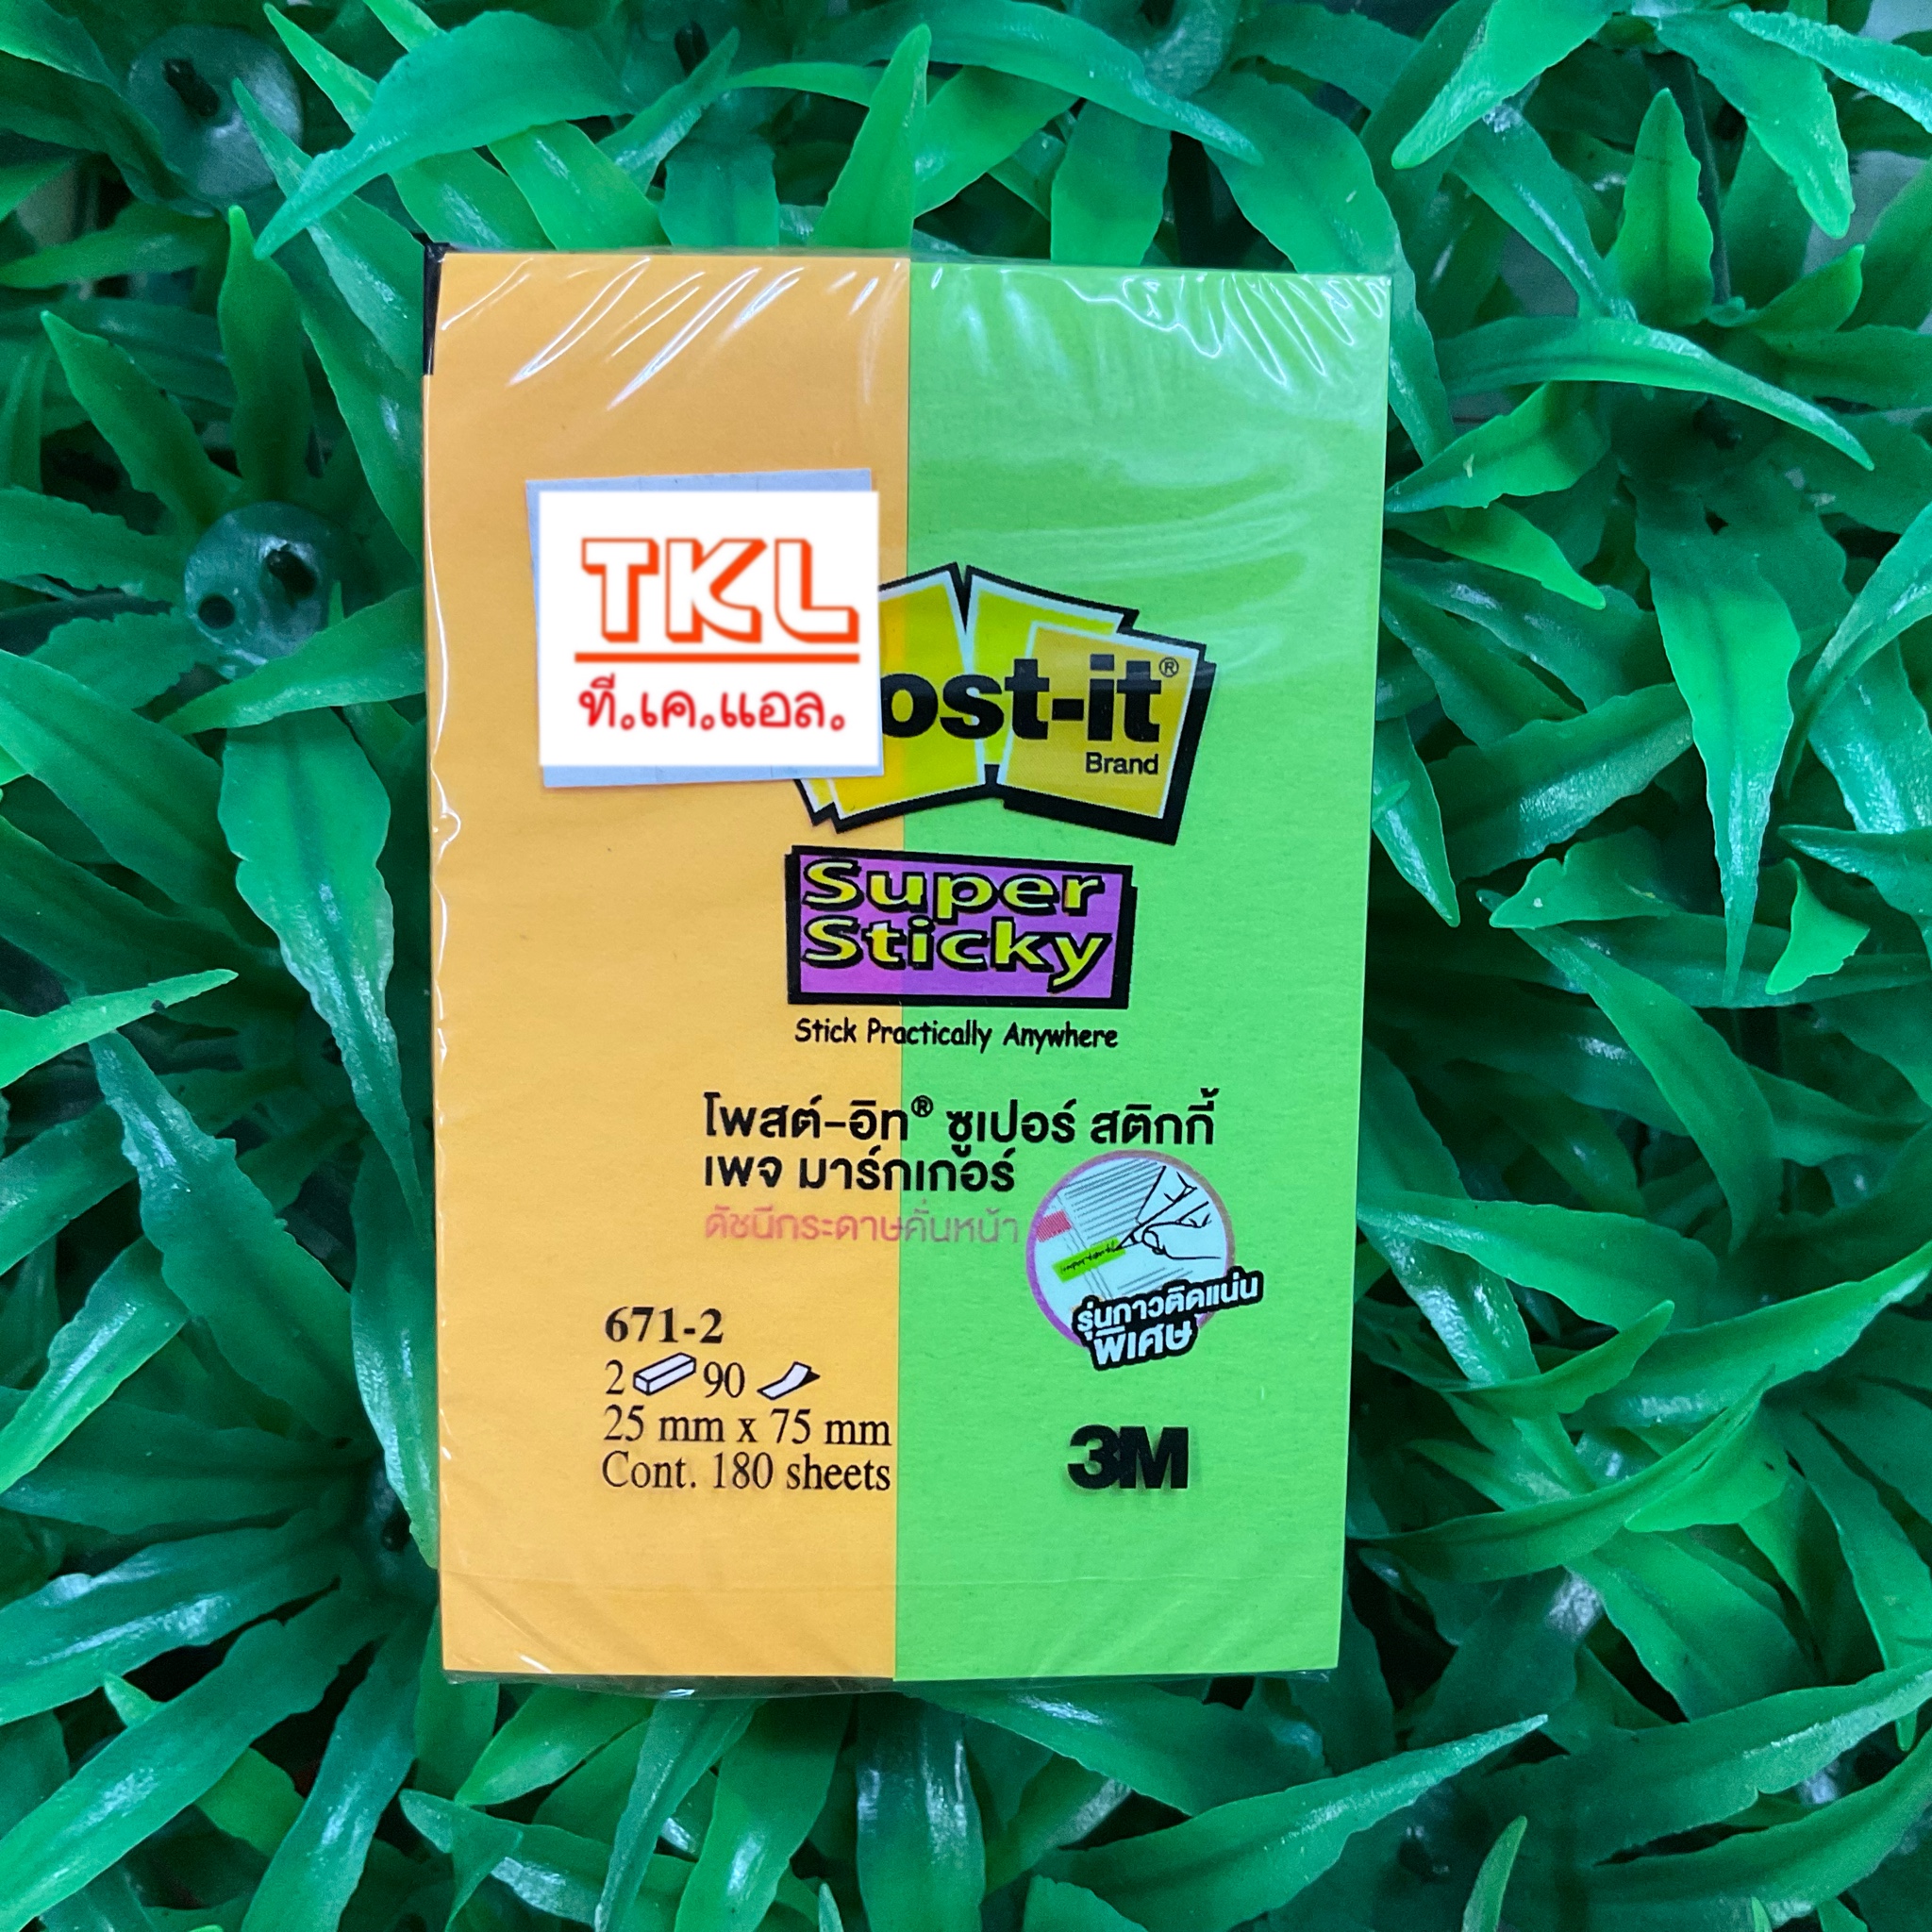 TKL
ที.เค.แอล.
ost-it®
Brand
Super
Sticky
Stick Practically Anywhere
โพสต์-อิท® ซูเปอร์ สติกกี้
เพจ มาร์กเกอร์
ดัชนีกระดาษคั่นหน้า
รุ่นกาวติดแน่น
พิเศษ
671-2
2 90
25 mm x 75 mm
Cont. 180 sheets
3M